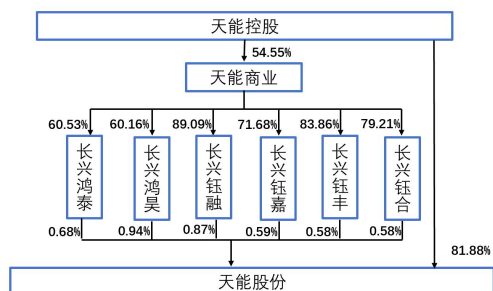 天能控股
54.55%
天能商业
60.53% 60.16% 89.09% 71.68% 83.86% 79.21%
长兴鸿泰 长兴鸿昊 长兴钰融 长兴钰嘉 长兴钰丰 长兴钰合
0.68% 0.94% 0.87% 0.59% 0.58% 0.58%
81.88%
天能股份